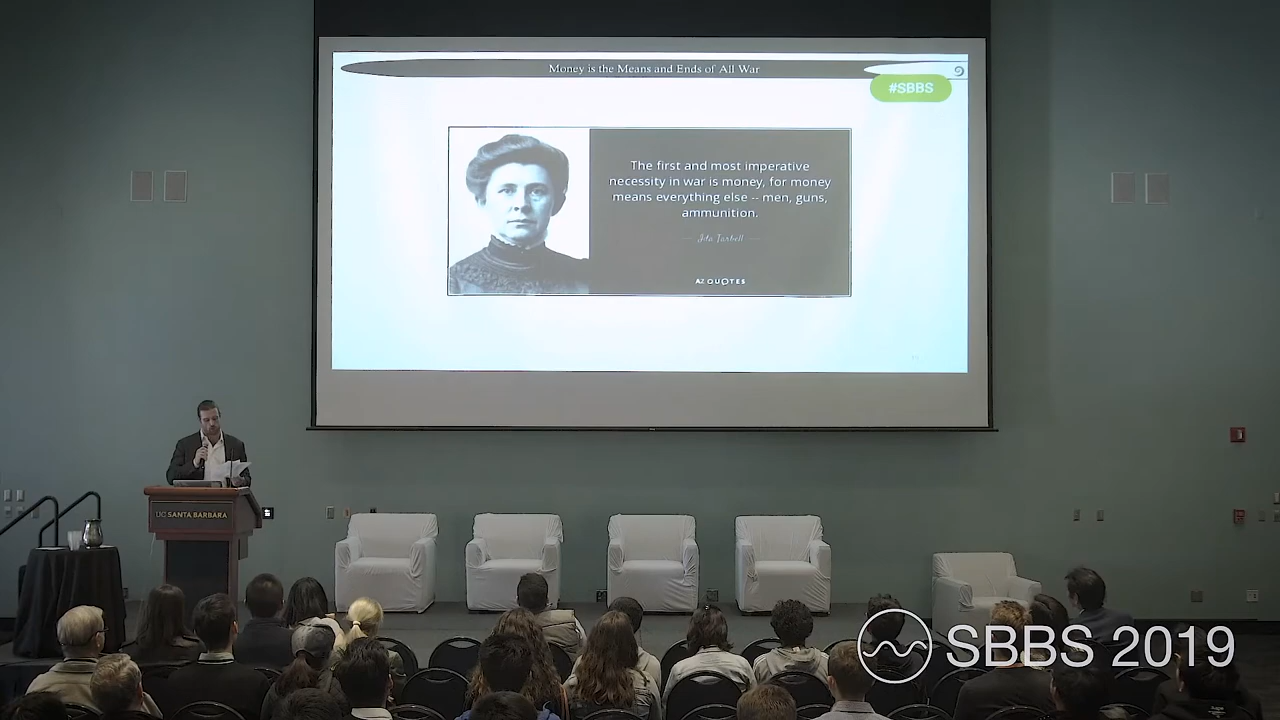 Money is the Means and Ends of All War
#SBBS
The first and most imperative
necessity in war is money, for money
means everything else -- men, guns,
ammunition.
Ida Tarbell
AZ QUOTES
UC SANTA BARBARA
SBBS 2019